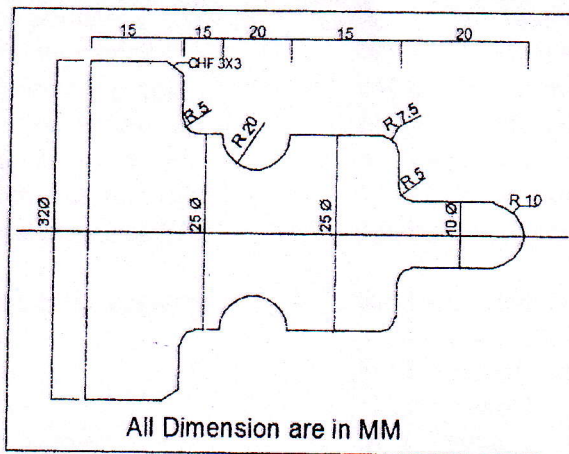 15 15 20 15 20
CHF 3X3
R 5
R 20
R 7.5
R 5
R 10
32Ø
25 Ø
25 Ø
10 Ø
All Dimension are in MM